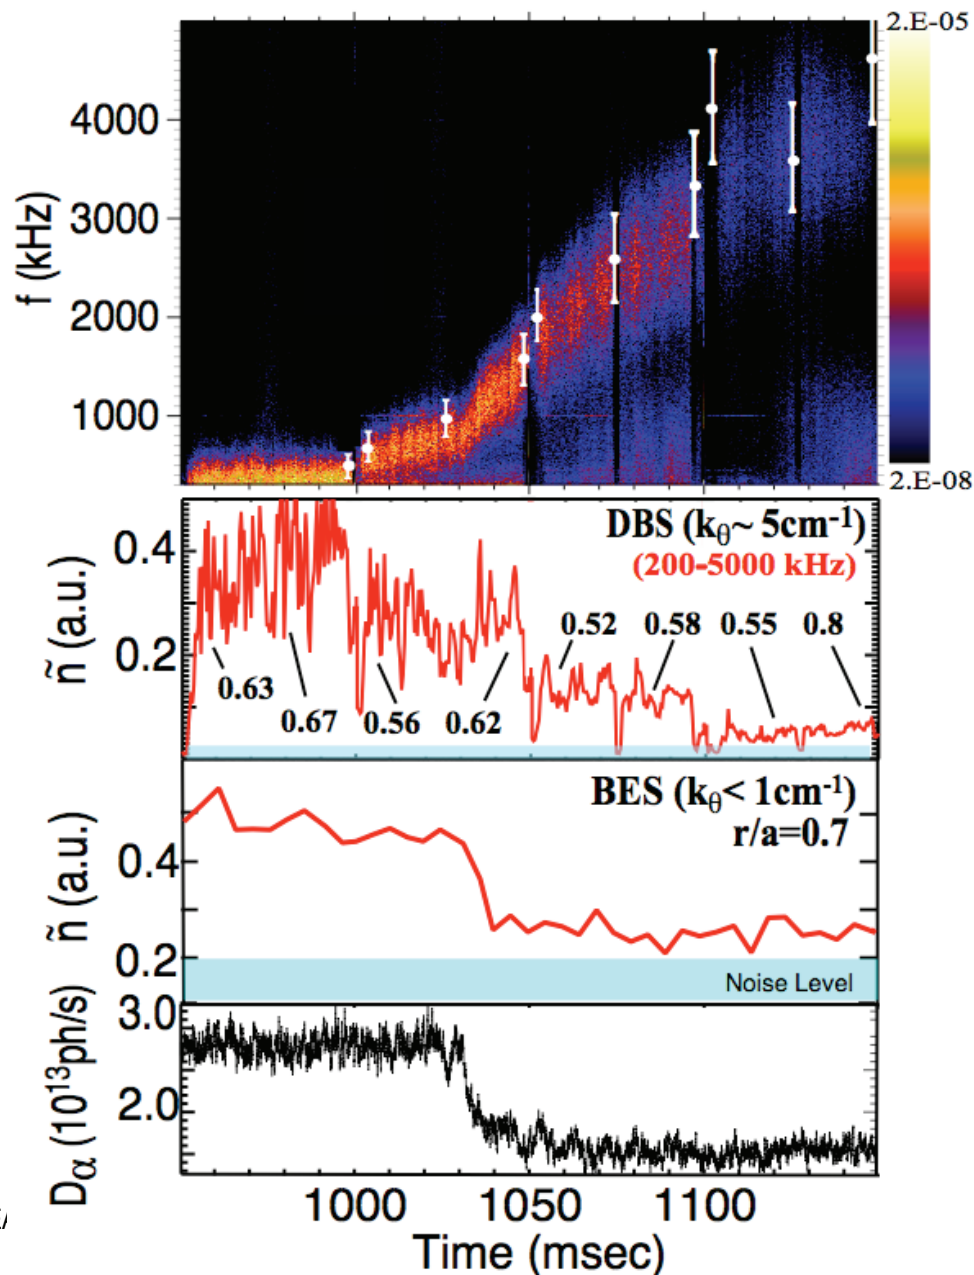 2.E-05
4000
3000
2000
1000
f (kHz)
2.E-08
DBS (kθ~ 5cm-1)
(200-5000 kHz)
0.4
0.2
ñ (a.u.)
0.63
0.67
0.56
0.62
0.52
0.58
0.55
0.8
BES (kθ< 1cm-1)
r/a=0.7
0.4
0.2
ñ (a.u.)
Noise Level
3.0
2.0
Dα (10¹³ph/s)
1000 1050 1100
Time (msec)